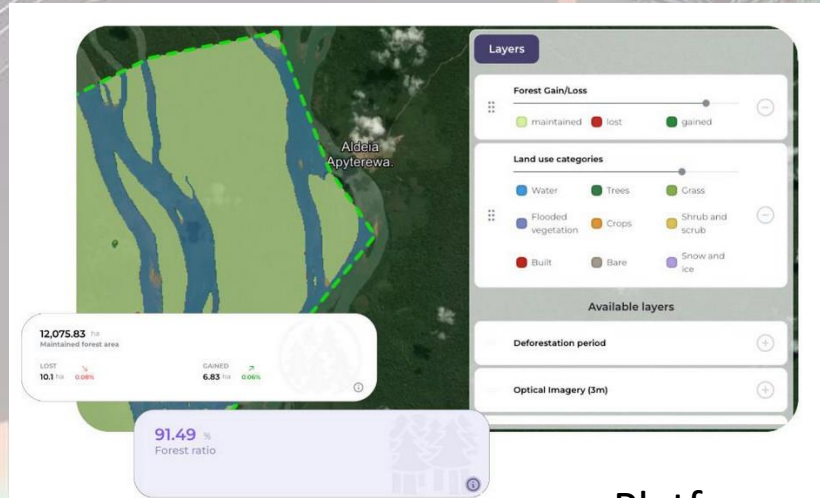 Layers
Forest Gain/Loss
maintained lost gained
Land use categories
Water Trees Grass
Flooded vegetation Crops Shrub and scrub
Built Bare Snow and ice
Available layers
Deforestation period
Optical Imagery (3m)
Aldeia
Apyterewa.
12,075.83 ha
Maintained forest area
LOST GAINED
10.1 ha 0.08% 6.83 ha 0.06%
91.49 %
Forest ratio